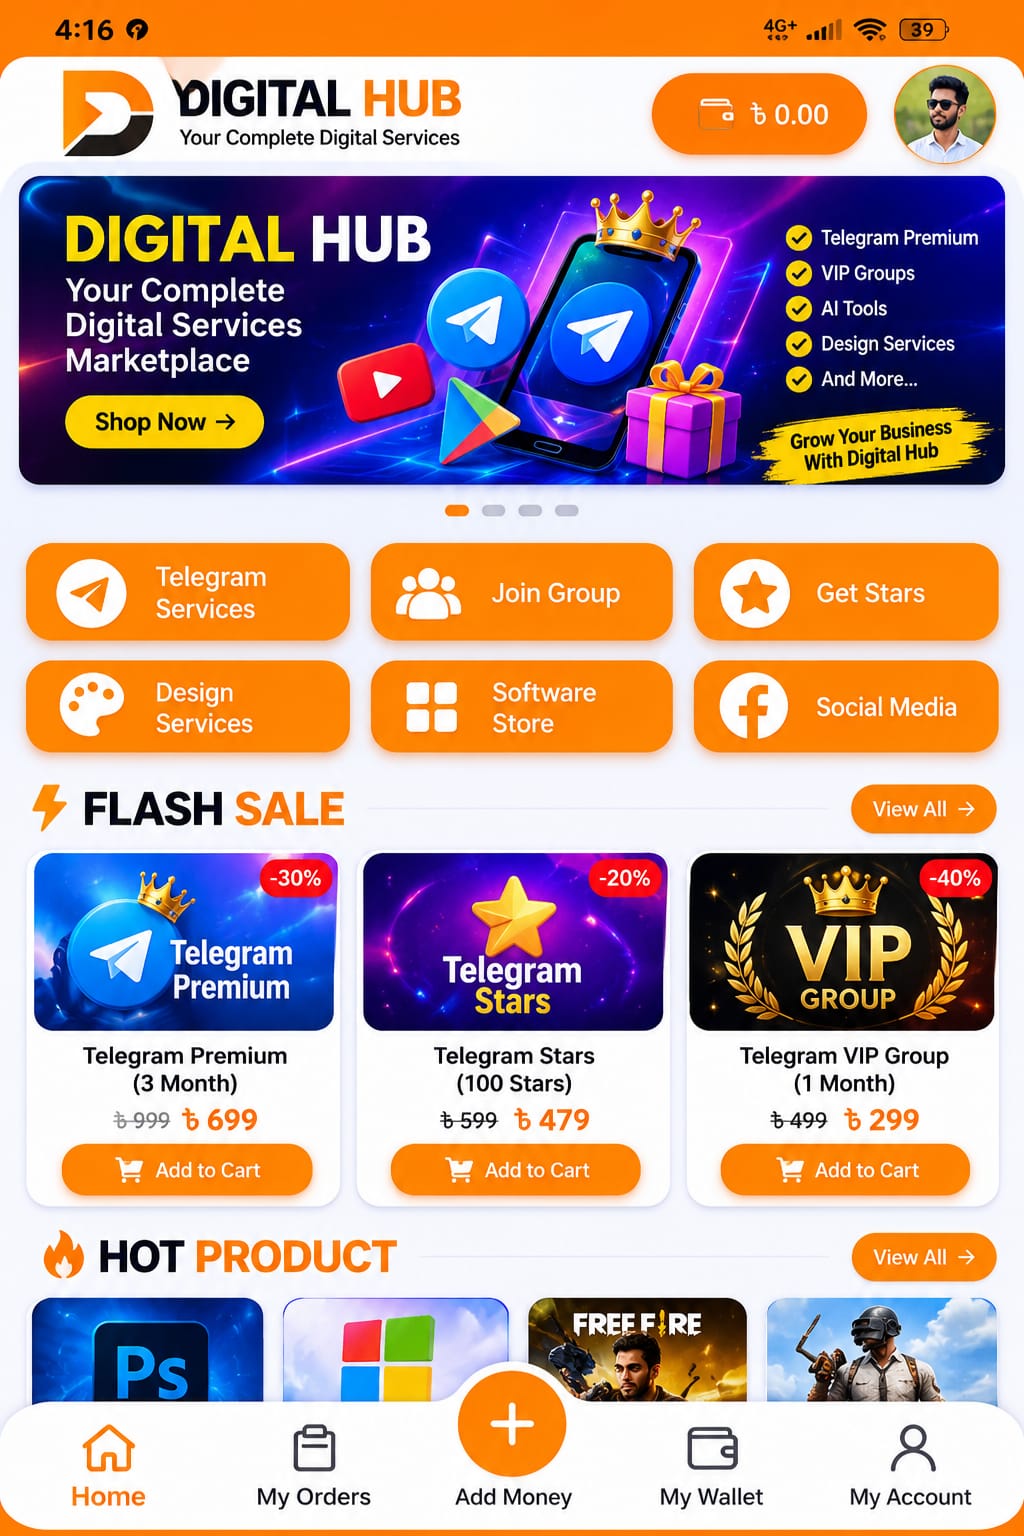 4:16
4G+
39
DIGITAL HUB
Your Complete Digital Services
৳ 0.00
DIGITAL HUB
Your Complete
Digital Services
Marketplace
Shop Now →
Telegram Premium
VIP Groups
AI Tools
Design Services
And More...
Grow Your Business
With Digital Hub
Telegram
Services
Join Group
Get Stars
Design
Services
Software
Store
Social Media
FLASH SALE
View All →
-30%
Telegram
Premium
Telegram Premium
(3 Month)
৳ 999 ৳ 699
Add to Cart
-20%
Telegram
Stars
Telegram Stars
(100 Stars)
৳ 599 ৳ 479
Add to Cart
-40%
VIP
GROUP
Telegram VIP Group
(1 Month)
৳ 499 ৳ 299
Add to Cart
HOT PRODUCT
View All →
Ps
FREE FIRE
Home
My Orders
Add Money
My Wallet
My Account